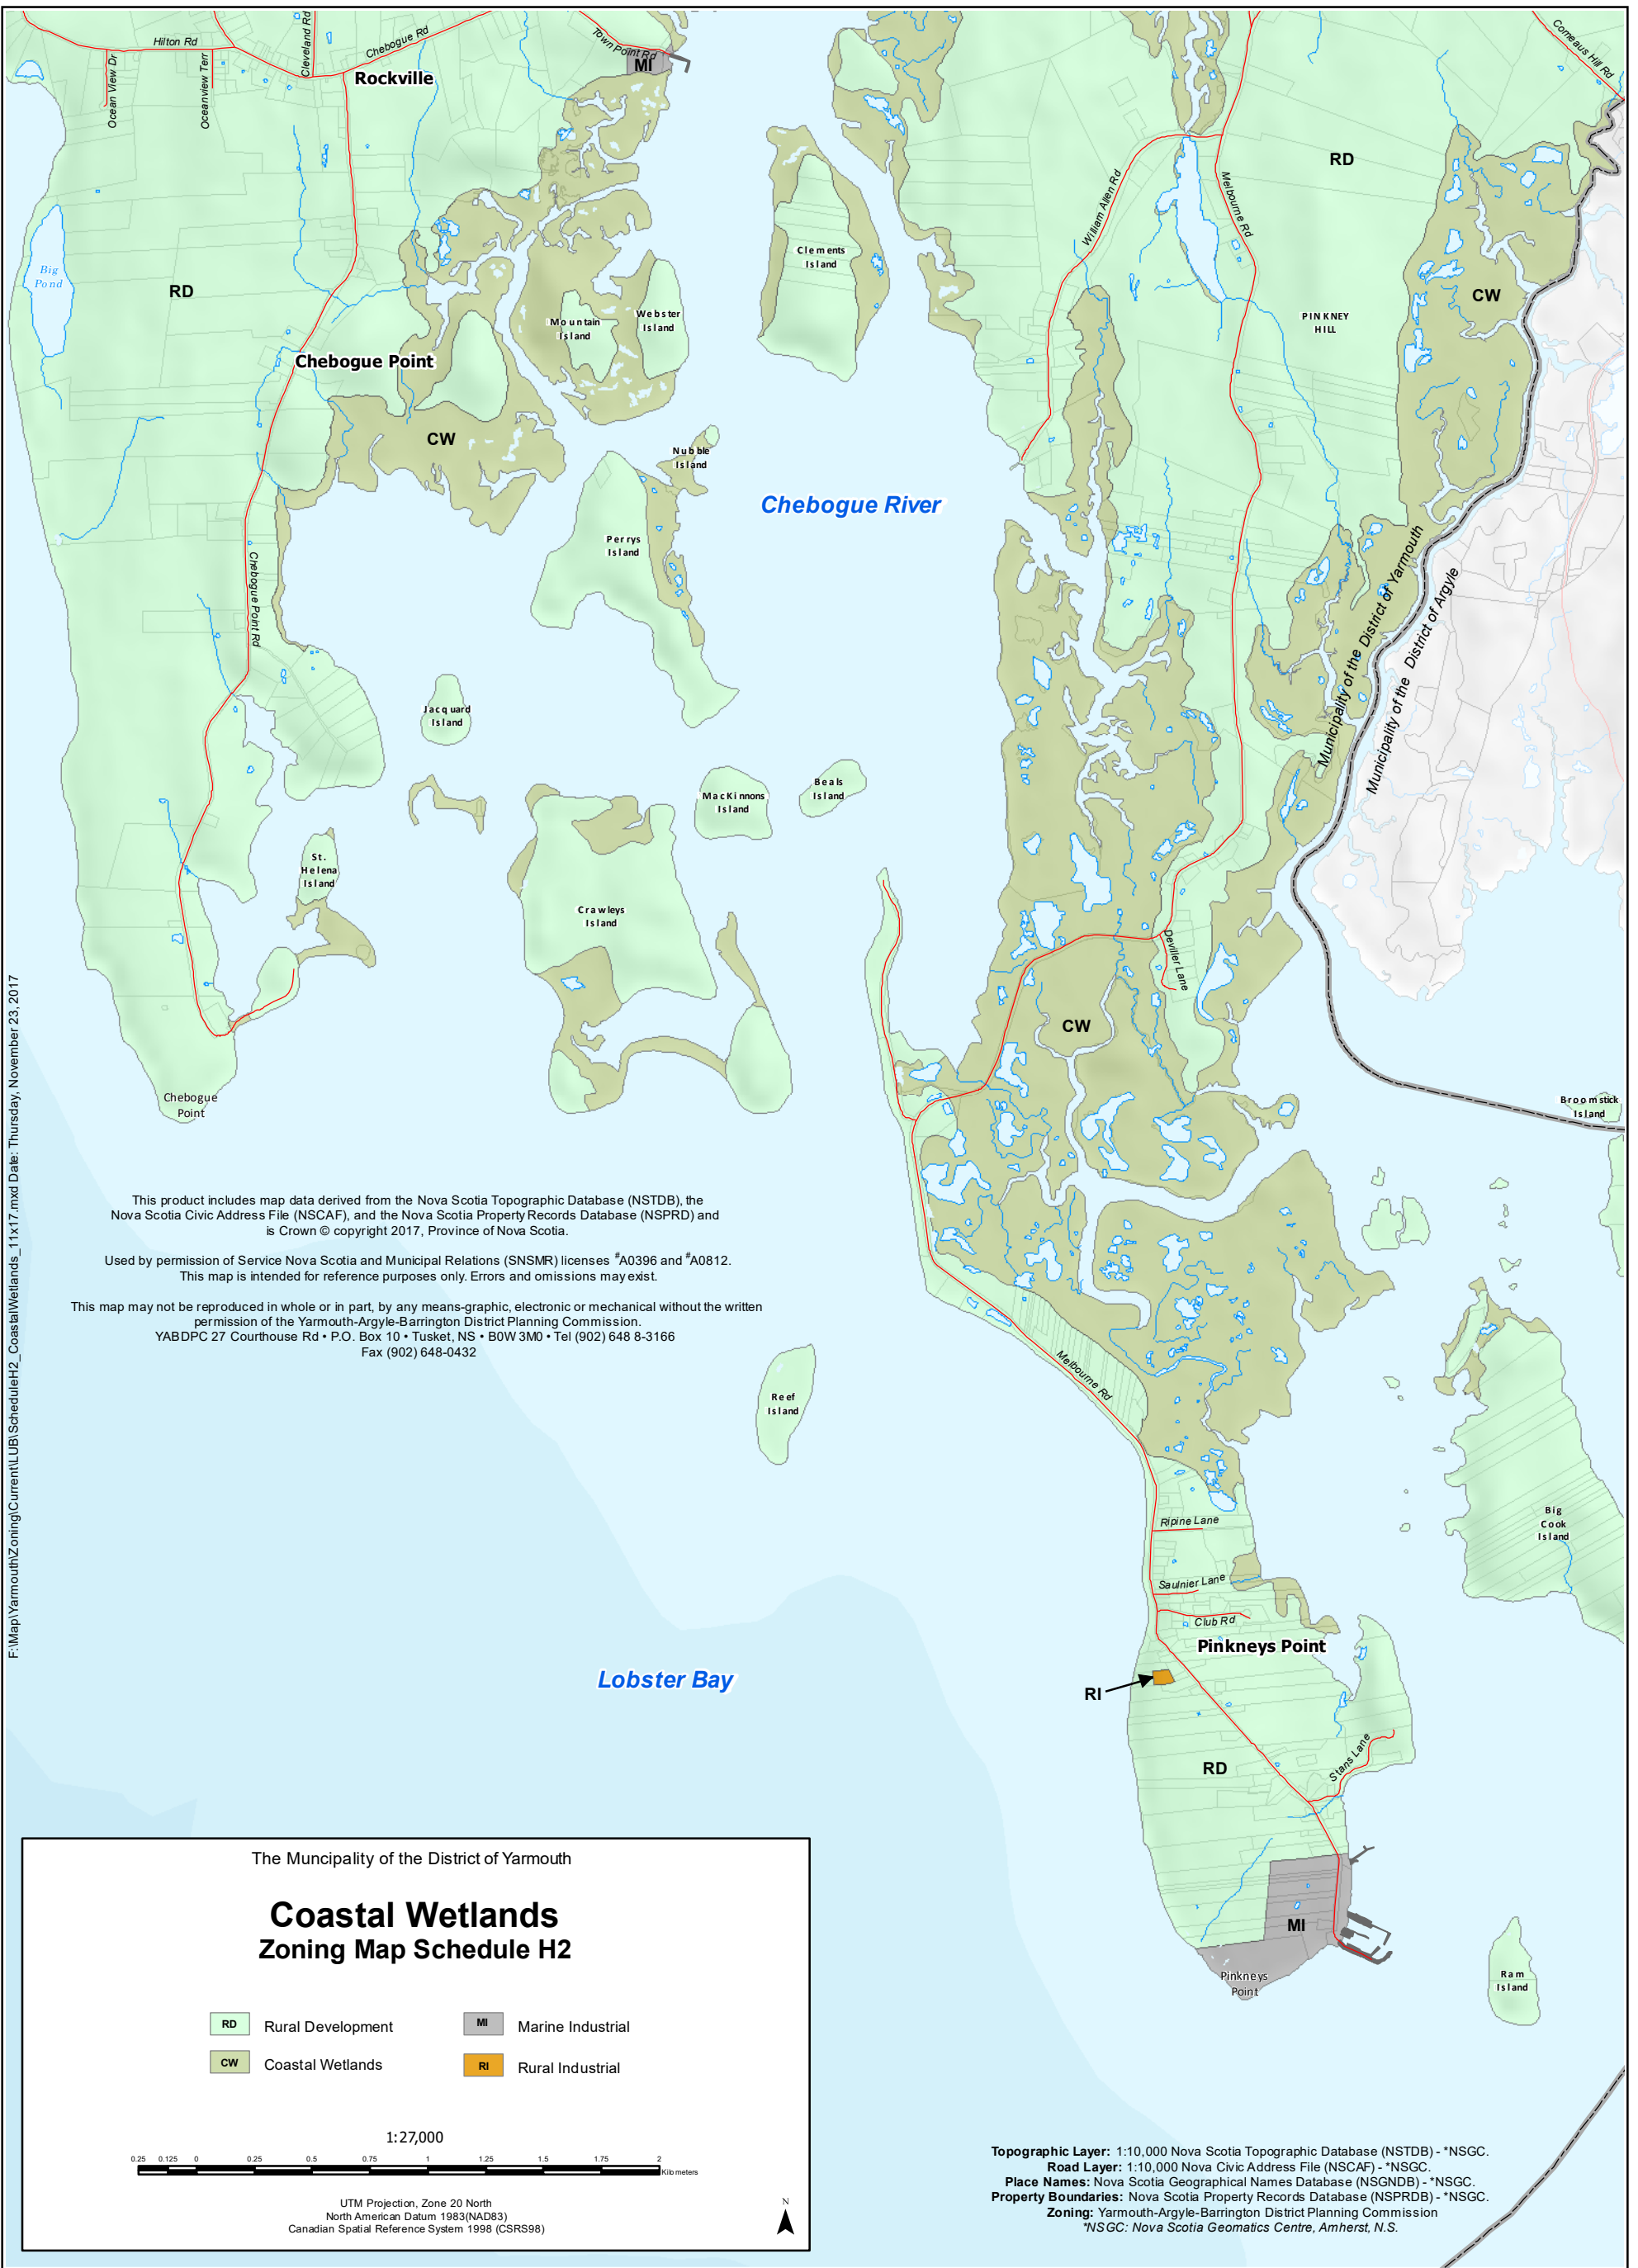 Hilton Rd
Ocean View Dr
Oceanview Terr
Cleveland Rd
Chebogue Rd
Rockville
Town Point Rd
MI
Comeaus Hill Rd
RD
William Allen Rd
Melbourne Rd
Clements
Island
Big
Pond
RD
CW
PINKNEY
HILL
Mountain
Island
Webster
Island
Chebogue Point
CW
Nubble
Island
Chebogue River
Perrys
Island
Chebogue Point Rd
Municipality of the District of Yarmouth
Municipality of the District of Argyle
Jacquard
Island
MacKinnons
Island
Beals
Island
St.
Helena
Island
Crawleys
Island
Deviller Lane
CW
Chebogue
Point
Broomstick
Island
F:\Map\Yarmouth\Zoning\Current\LUB\ScheduleH2_CoastalWetlands_11x17.mxd Date: Thursday, November 23, 2017
This product includes map data derived from the Nova Scotia Topographic Database (NSTDB), the
Nova Scotia Civic Address File (NSCAF), and the Nova Scotia Property Records Database (NSPRD) and
is Crown © copyright 2017, Province of Nova Scotia.
Used by permission of Service Nova Scotia and Municipal Relations (SNSMR) licenses #A0396 and #A0812.
This map is intended for reference purposes only. Errors and omissions may exist.
This map may not be reproduced in whole or in part, by any means-graphic, electronic or mechanical without the written
permission of the Yarmouth-Argyle-Barrington District Planning Commission.
YABDPC 27 Courthouse Rd • P.O. Box 10 • Tusket, NS • B0W 3M0 • Tel (902) 648 8-3166
Fax (902) 648-0432
Melbourne Rd
Reef
Island
Big
Cook
Island
Ripine Lane
Saulnier Lane
Club Rd
Pinkneys Point
Lobster Bay
RI
Stans Lane
RD
MI
Pinkneys
Point
Ram
Island
The Muncipality of the District of Yarmouth
Coastal Wetlands
Zoning Map Schedule H2
RD Rural Development
MI Marine Industrial
CW Coastal Wetlands
RI Rural Industrial
1:27,000
0.25 0.125 0 0.25 0.5 0.75 1 1.25 1.5 1.75 2
Kilometers
UTM Projection, Zone 20 North
North American Datum 1983(NAD83)
Canadian Spatial Reference System 1998 (CSRS98)
N
Topographic Layer: 1:10,000 Nova Scotia Topographic Database (NSTDB) - *NSGC.
Road Layer: 1:10,000 Nova Civic Address File (NSCAF) - *NSGC.
Place Names: Nova Scotia Geographical Names Database (NSGNDB) - *NSGC.
Property Boundaries: Nova Scotia Property Records Database (NSPRDB) - *NSGC.
Zoning: Yarmouth-Argyle-Barrington District Planning Commission
*NSGC: Nova Scotia Geomatics Centre, Amherst, N.S.